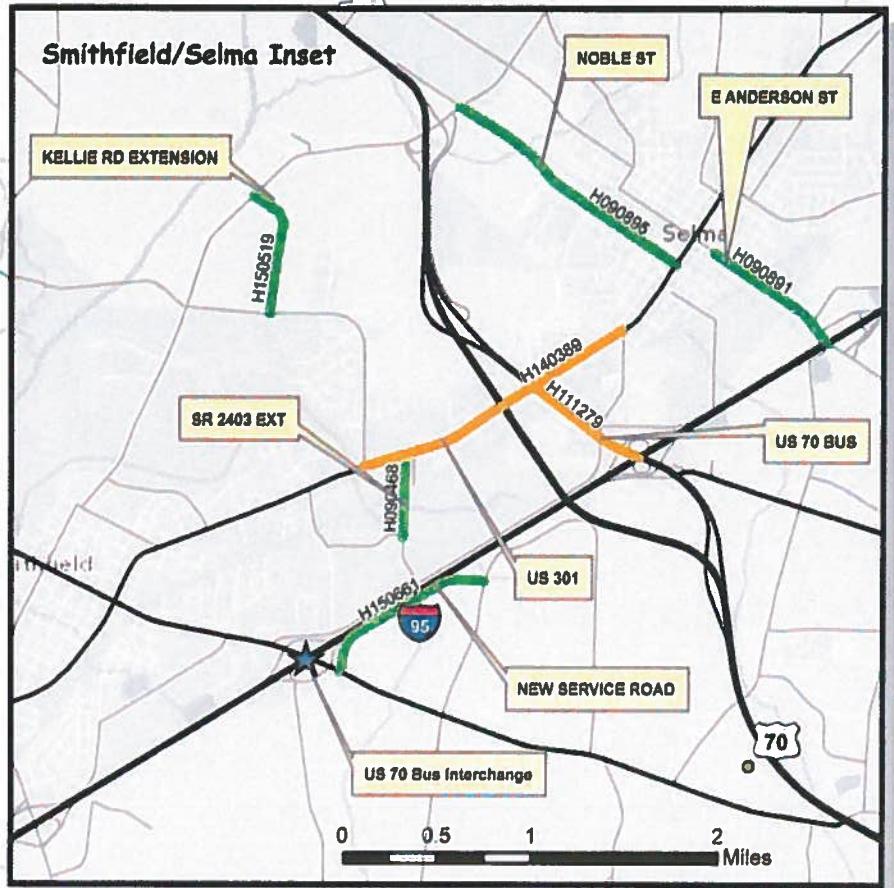 Smithfield/Selma Inset
NOBLE ST
E ANDERSON ST
KELLIE RD EXTENSION
H090895
Selma
H090891
H150519
H140389
H111279
SR 2403 EXT
US 70 BUS
H090468
US 301
H150661
95
NEW SERVICE ROAD
70
US 70 Bus Interchange
0 0.5 1 2
Miles